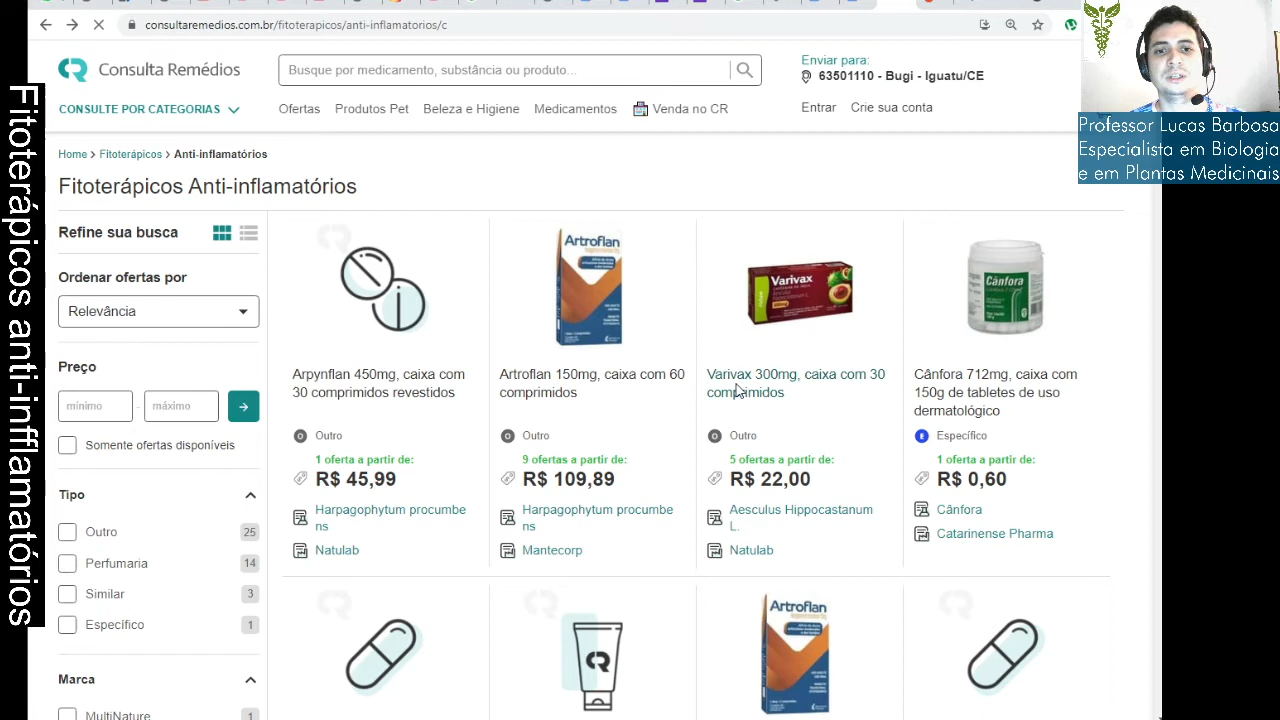 consultaremedios.com.br/fitoterapicos/anti-inflamatorios/c
Consulta Remédios
Busque por medicamento, substância ou produto...
Enviar para:
63501110 - Bugi - Iguatu/CE
CONSULTE POR CATEGORIAS
Ofertas
Produtos Pet
Beleza e Higiene
Medicamentos
Venda no CR
Entrar
Crie sua conta
Professor Lucas Barbosa
Especialista em Biologia
e em Plantas Medicinais
Fitoterápicos anti-infflamatórios
Home > Fitoterápicos > Anti-inflamatórios
Fitoterápicos Anti-inflamatórios
Refine sua busca
Ordenar ofertas por
Relevância
Preço
mínimo
-
máximo
Somente ofertas disponíveis
Tipo
Outro
25
Perfumaria
14
Similar
3
Específico
1
Marca
1
Arpynflan 450mg, caixa com
30 comprimidos revestidos
Outro
1 oferta a partir de:
R$ 45,99
Harpagophytum procumbe
ns
Natulab
Artroflan
Artroflan 150mg, caixa com 60
comprimidos
Outro
9 ofertas a partir de:
R$ 109,89
Harpagophytum procumbe
ns
Mantecorp
Varivax
Varivax 300mg, caixa com 30
comprimidos
Outro
5 ofertas a partir de:
R$ 22,00
Aesculus Hippocastanum
L.
Natulab
Cânfora
Cânfora 712mg, caixa com
150g de tabletes de uso
dermatológico
Específico
1 oferta a partir de:
R$ 0,60
Cânfora
Catarinense Pharma
Artroflan